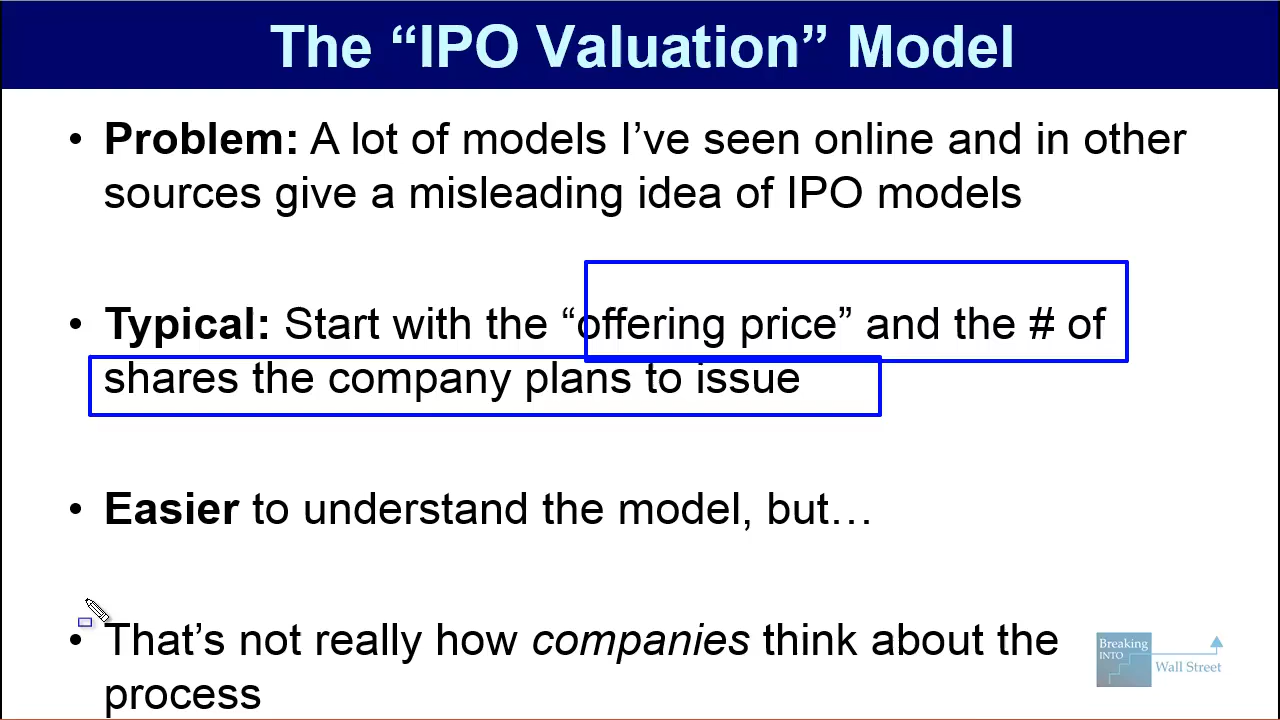 The “IPO Valuation” Model
• Problem: A lot of models I’ve seen online and in other
sources give a misleading idea of IPO models
• Typical: Start with the “offering price” and the # of
shares the company plans to issue
• Easier to understand the model, but…
• That’s not really how companies think about the
process
Breaking
INTO
Wall Street